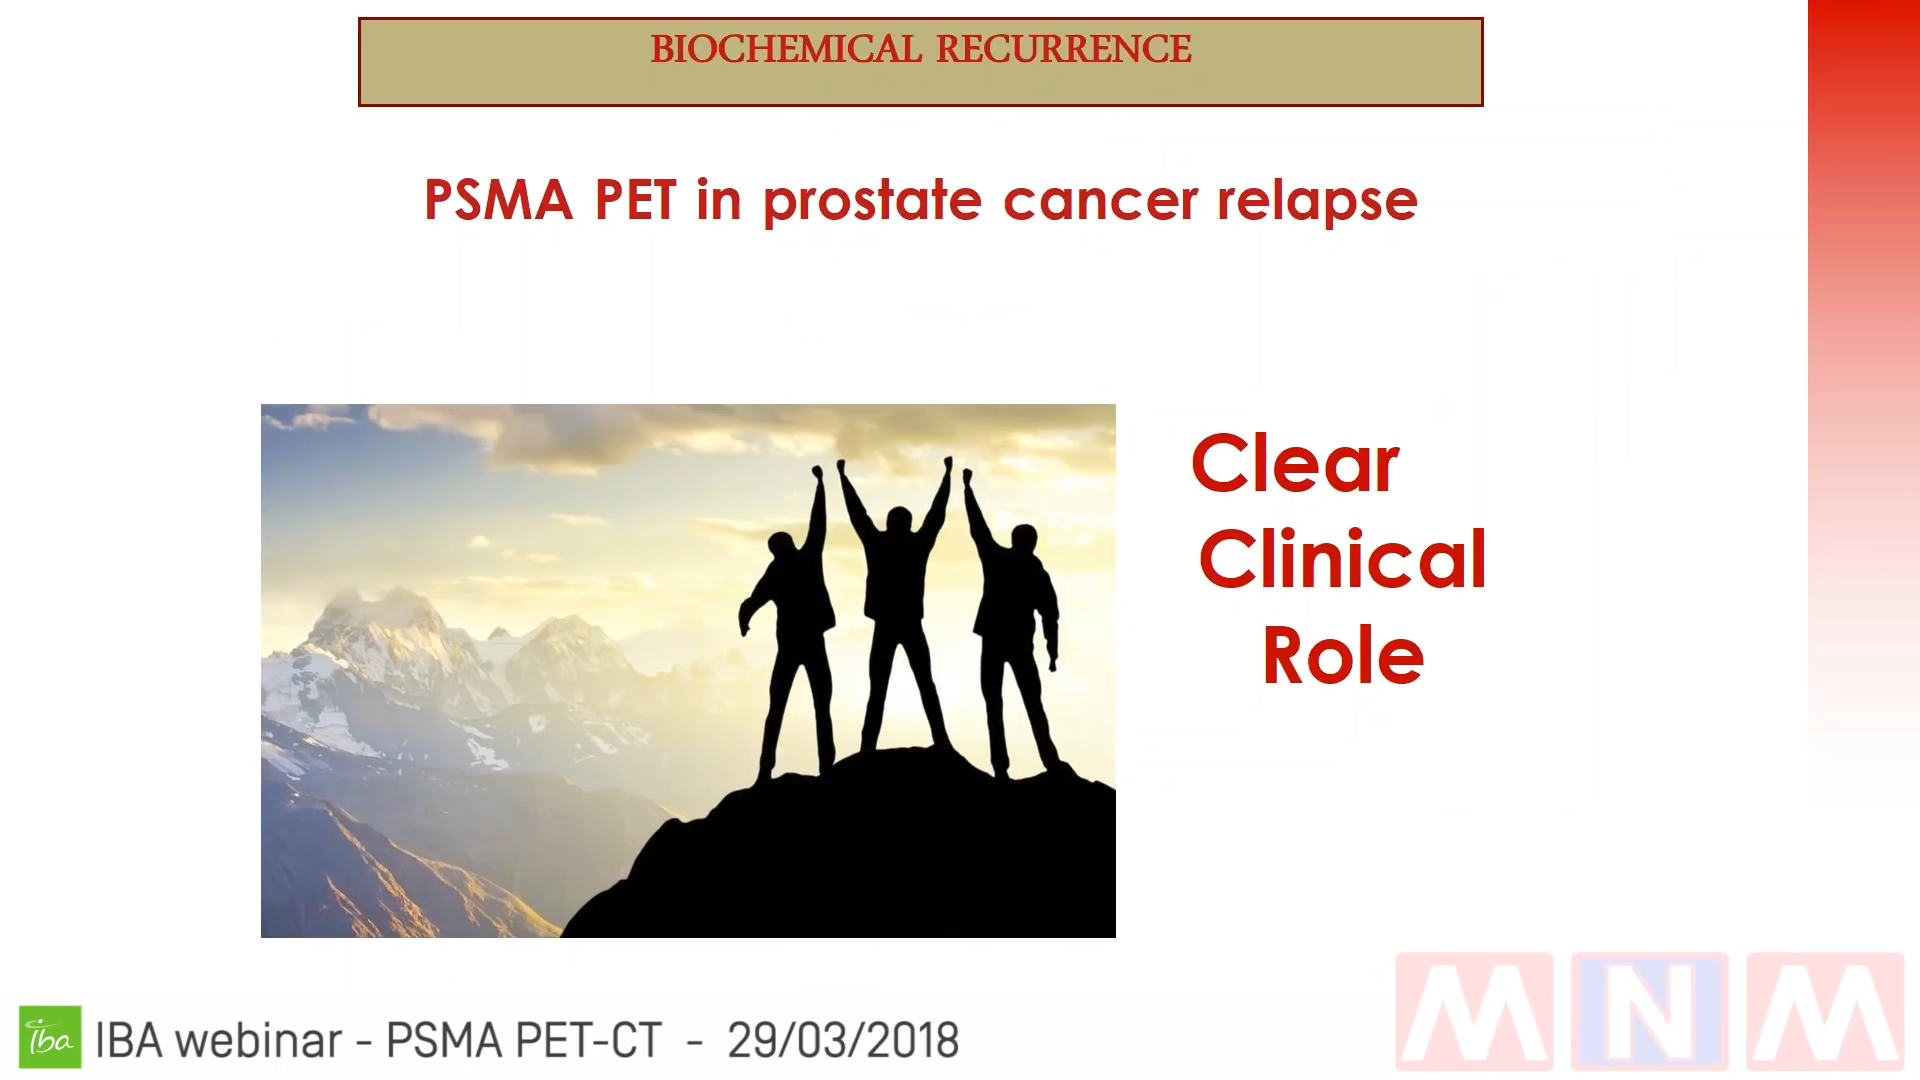 BIOCHEMICAL RECURRENCE
PSMA PET in prostate cancer relapse
Clear
Clinical
Role
iba
IBA webinar - PSMA PET-CT - 29/03/2018
M N M